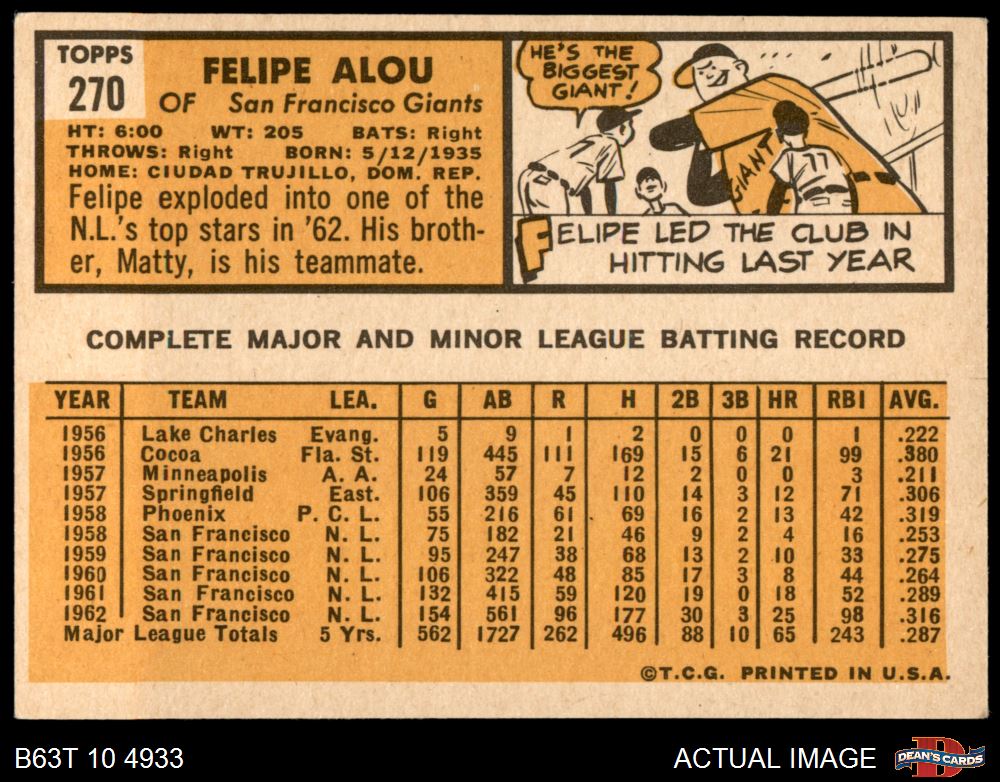 TOPPS
270
FELIPE ALOU
OF San Francisco Giants
HT: 6:00 WT: 205 BATS: Right
THROWS: Right BORN: 5/12/1935
HOME: CIUDAD TRUJILLO, DOM. REP.
Felipe exploded into one of the
N.L.'s top stars in '62. His broth-
er, Matty, is his teammate.
HE'S THE
BIGGEST
GIANT!
7
GIANT
77
FELIPE LED THE CLUB IN
HITTING LAST YEAR
COMPLETE MAJOR AND MINOR LEAGUE BATTING RECORD
YEAR TEAM LEA. G AB R H 2B 3B HR RBI AVG.
1956 Lake Charles Evang. 5 9 1 2 0 0 0 1 .222
1956 Cocoa Fla. St. 119 445 111 169 15 6 21 99 .380
1957 Minneapolis A. A. 24 57 7 12 2 0 0 3 .211
1957 Springfield East. 106 359 45 110 14 3 12 71 .306
1958 Phoenix P. C. L. 55 216 61 69 16 2 13 42 .319
1958 San Francisco N. L. 75 182 21 46 9 2 4 16 .253
1959 San Francisco N. L. 95 247 38 68 13 2 10 33 .275
1960 San Francisco N. L. 106 322 48 85 17 3 8 44 .264
1961 San Francisco N. L. 132 415 59 120 19 0 18 52 .289
1962 San Francisco N. L. 154 561 96 177 30 3 25 98 .316
Major League Totals 5 Yrs. 562 1727 262 496 88 10 65 243 .287
©T.C.G. PRINTED IN U.S.A.
B63T 10 4933
ACTUAL IMAGE
D
DEAN'S CARDS